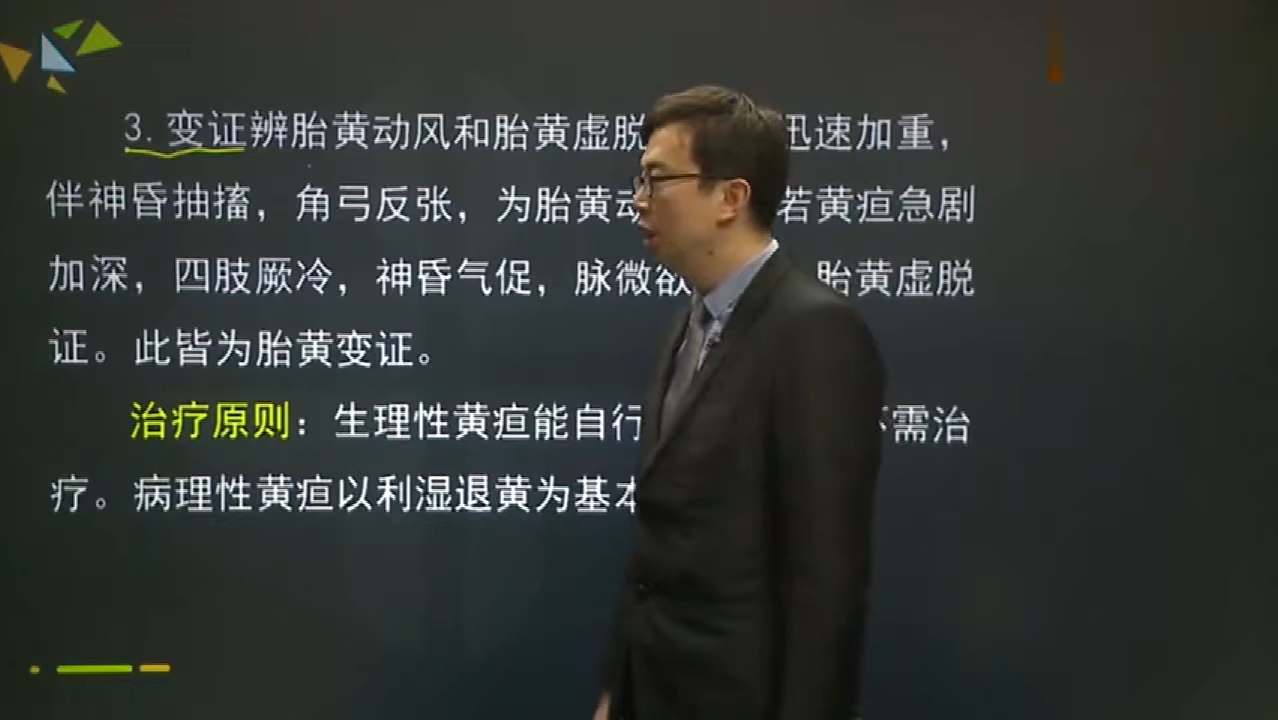 3. 变证辨胎黄动风和胎黄虚脱 迅速加重，
伴神昏抽搐，角弓反张，为胎黄动 若黄疸急剧
加深，四肢厥冷，神昏气促，脉微欲 胎黄虚脱
证。此皆为胎黄变证。
治疗原则：生理性黄疸能自行 需治
疗。病理性黄疸以利湿退黄为基本